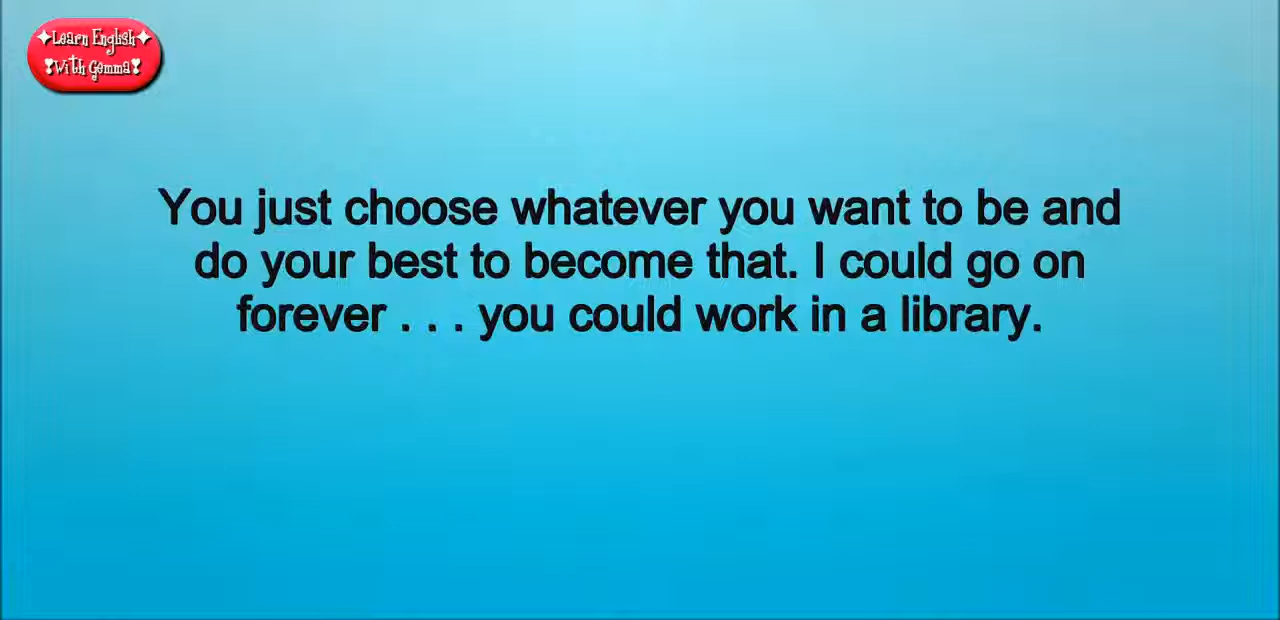 ✦Learn English✦
❣With Gemma❣
You just choose whatever you want to be and
do your best to become that. I could go on
forever . . . you could work in a library.